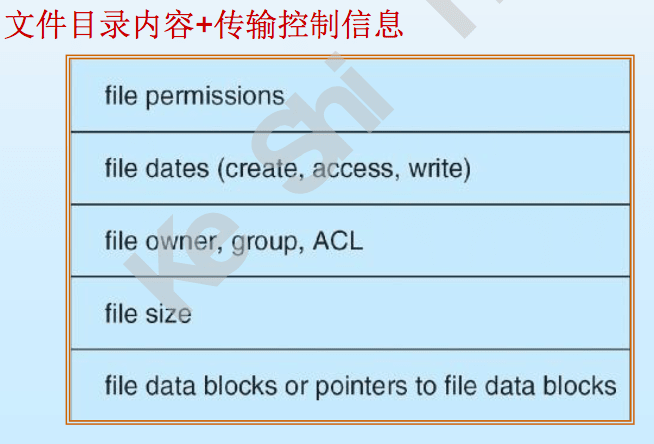 文件目录内容+传输控制信息
file permissions
file dates (create, access, write)
file owner, group, ACL
file size
file data blocks or pointers to file data blocks
Ke Shi